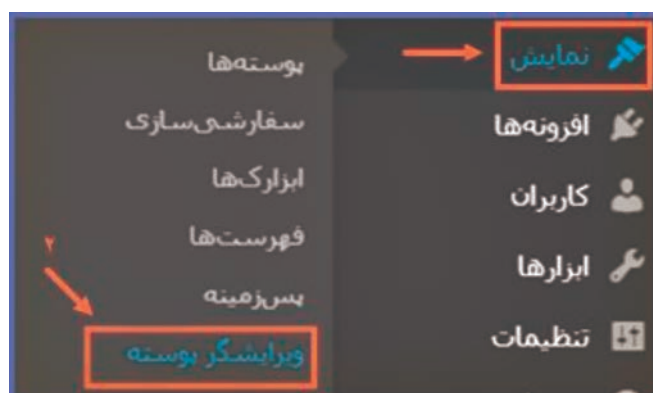 نمایش
افزونه‌ها
کاربران
ابزارها
تنظیمات
پوسته‌ها
سفارشی‌سازی
ابزارک‌ها
فهرست‌ها
۲
پس‌زمینه
ویرایشگر پوسته